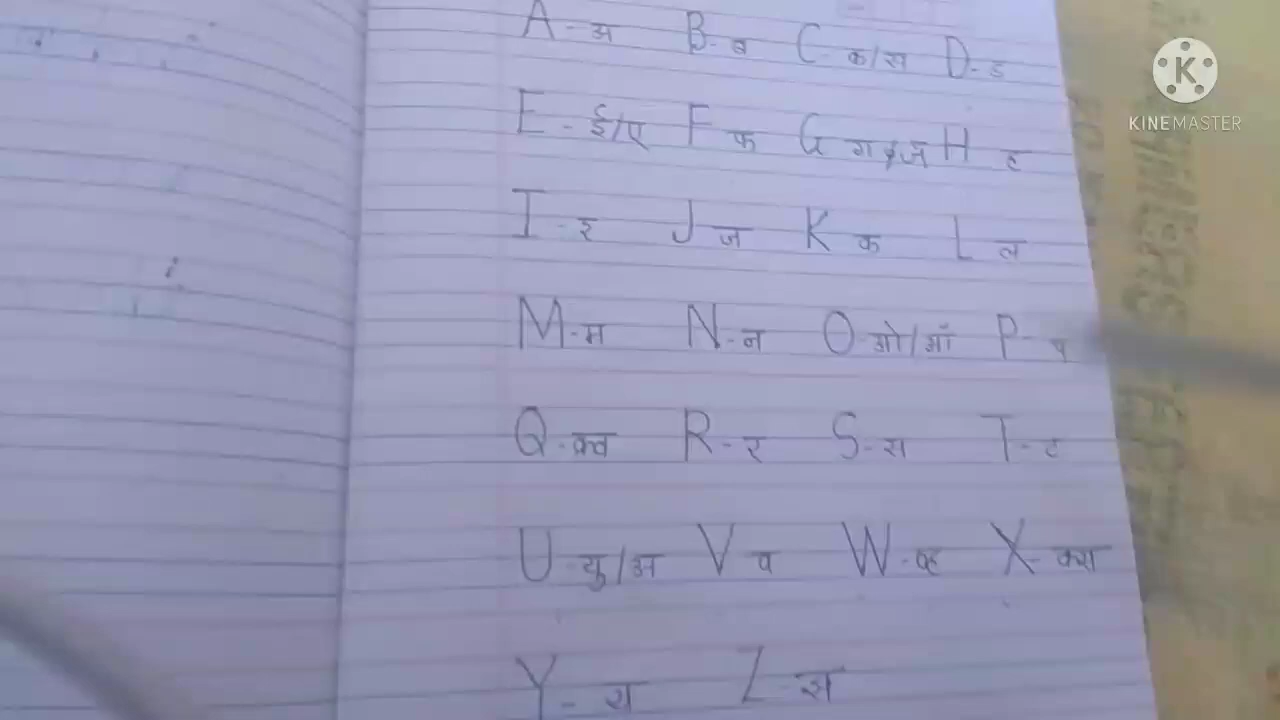 A-अ B-ब C-क/स D-ड
E-ई/ए F फ G ग/ज H ह
I-इ J ज K क L ल
M-म N-न O ओ/ऑ P-प
Q-क्व R-र S-स T-ट
U-यु/अ V व W-व्ह X-क्स
Y-य Z-झ
KINEMASTER